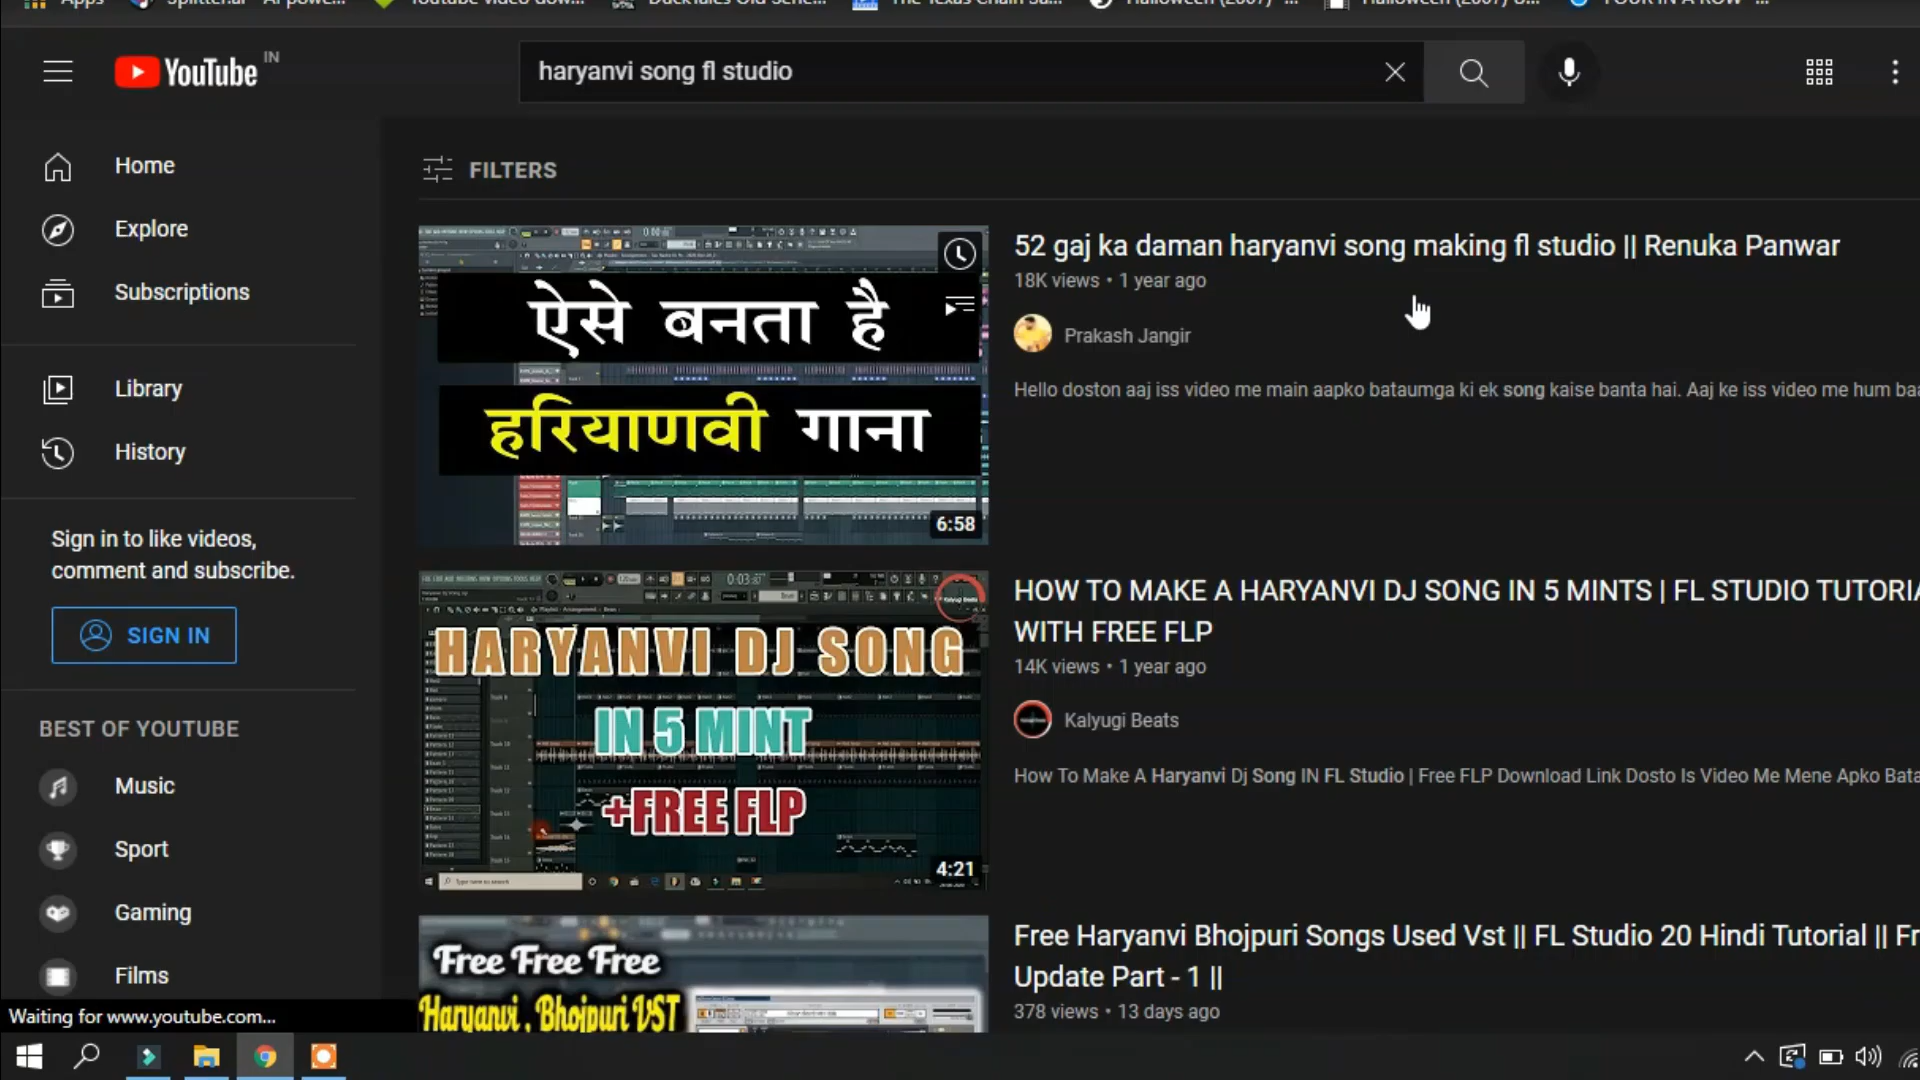 Apps
YouTube IN
haryanvi song fl studio
Home
Explore
Subscriptions
Library
History
Sign in to like videos,
comment and subscribe.
SIGN IN
BEST OF YOUTUBE
Music
Sport
Gaming
Films
Waiting for www.youtube.com...
FILTERS
ऐसे बनता है
हरियाणवी गाना
6:58
52 gaj ka daman haryanvi song making fl studio || Renuka Panwar
18K views • 1 year ago
Prakash Jangir
Hello doston aaj iss video me main aapko bataumga ki ek song kaise banta hai. Aaj ke iss video me hum
HARYANVI DJ SONG
IN 5 MINT
+FREE FLP
4:21
HOW TO MAKE A HARYANVI DJ SONG IN 5 MINTS | FL STUDIO TUTORIA
WITH FREE FLP
14K views • 1 year ago
Kalyugi Beats
How To Make A Haryanvi Dj Song IN FL Studio | Free FLP Download Link Dosto Is Video Me Mene Apko Bata
Free Free Free
Haryanvi , Bhojpuri VST
Free Haryanvi Bhojpuri Songs Used Vst || FL Studio 20 Hindi Tutorial || Fr
Update Part - 1 ||
378 views • 13 days ago